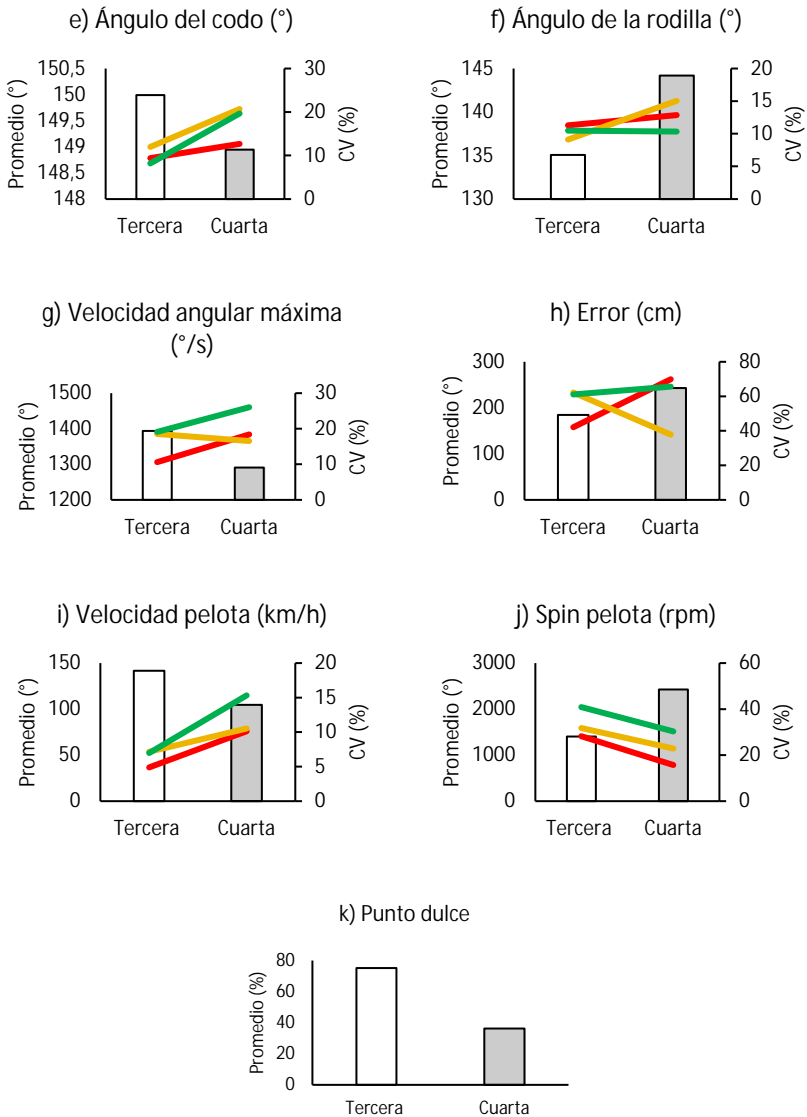 e) Ángulo del codo (°)
Promedio (°)
150,5
150
149,5
149
148,5
148
30
20
10
0
CV (%)
Tercera Cuarta
f) Ángulo de la rodilla (°)
Promedio (°)
145
140
135
130
20
15
10
5
0
CV (%)
Tercera Cuarta
g) Velocidad angular máxima
(°/s)
Promedio (°)
1500
1400
1300
1200
30
20
10
0
CV (%)
Tercera Cuarta
h) Error (cm)
Promedio (°)
300
200
100
0
80
60
40
20
0
CV (%)
Tercera Cuarta
i) Velocidad pelota (km/h)
Promedio (°)
150
100
50
0
20
15
10
5
0
CV (%)
Tercera Cuarta
j) Spin pelota (rpm)
Promedio (°)
3000
2000
1000
0
60
40
20
0
CV (%)
Tercera Cuarta
k) Punto dulce
Promedio (%)
80
60
40
20
0
Tercera Cuarta